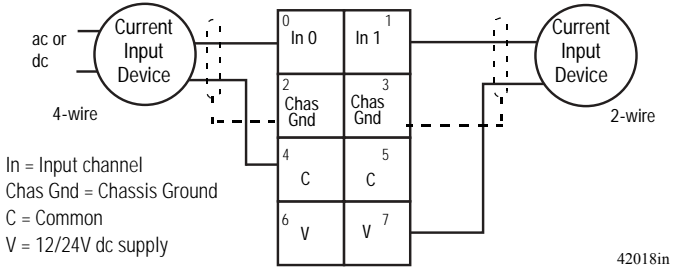 ac or
dc
Current
Input
Device
4-wire
0
In 0
1
In 1
2
Chas
Gnd
3
Chas
Gnd
4
C
5
C
6
V
7
V
Current
Input
Device
2-wire
In = Input channel
Chas Gnd = Chassis Ground
C = Common
V = 12/24V dc supply
42018in